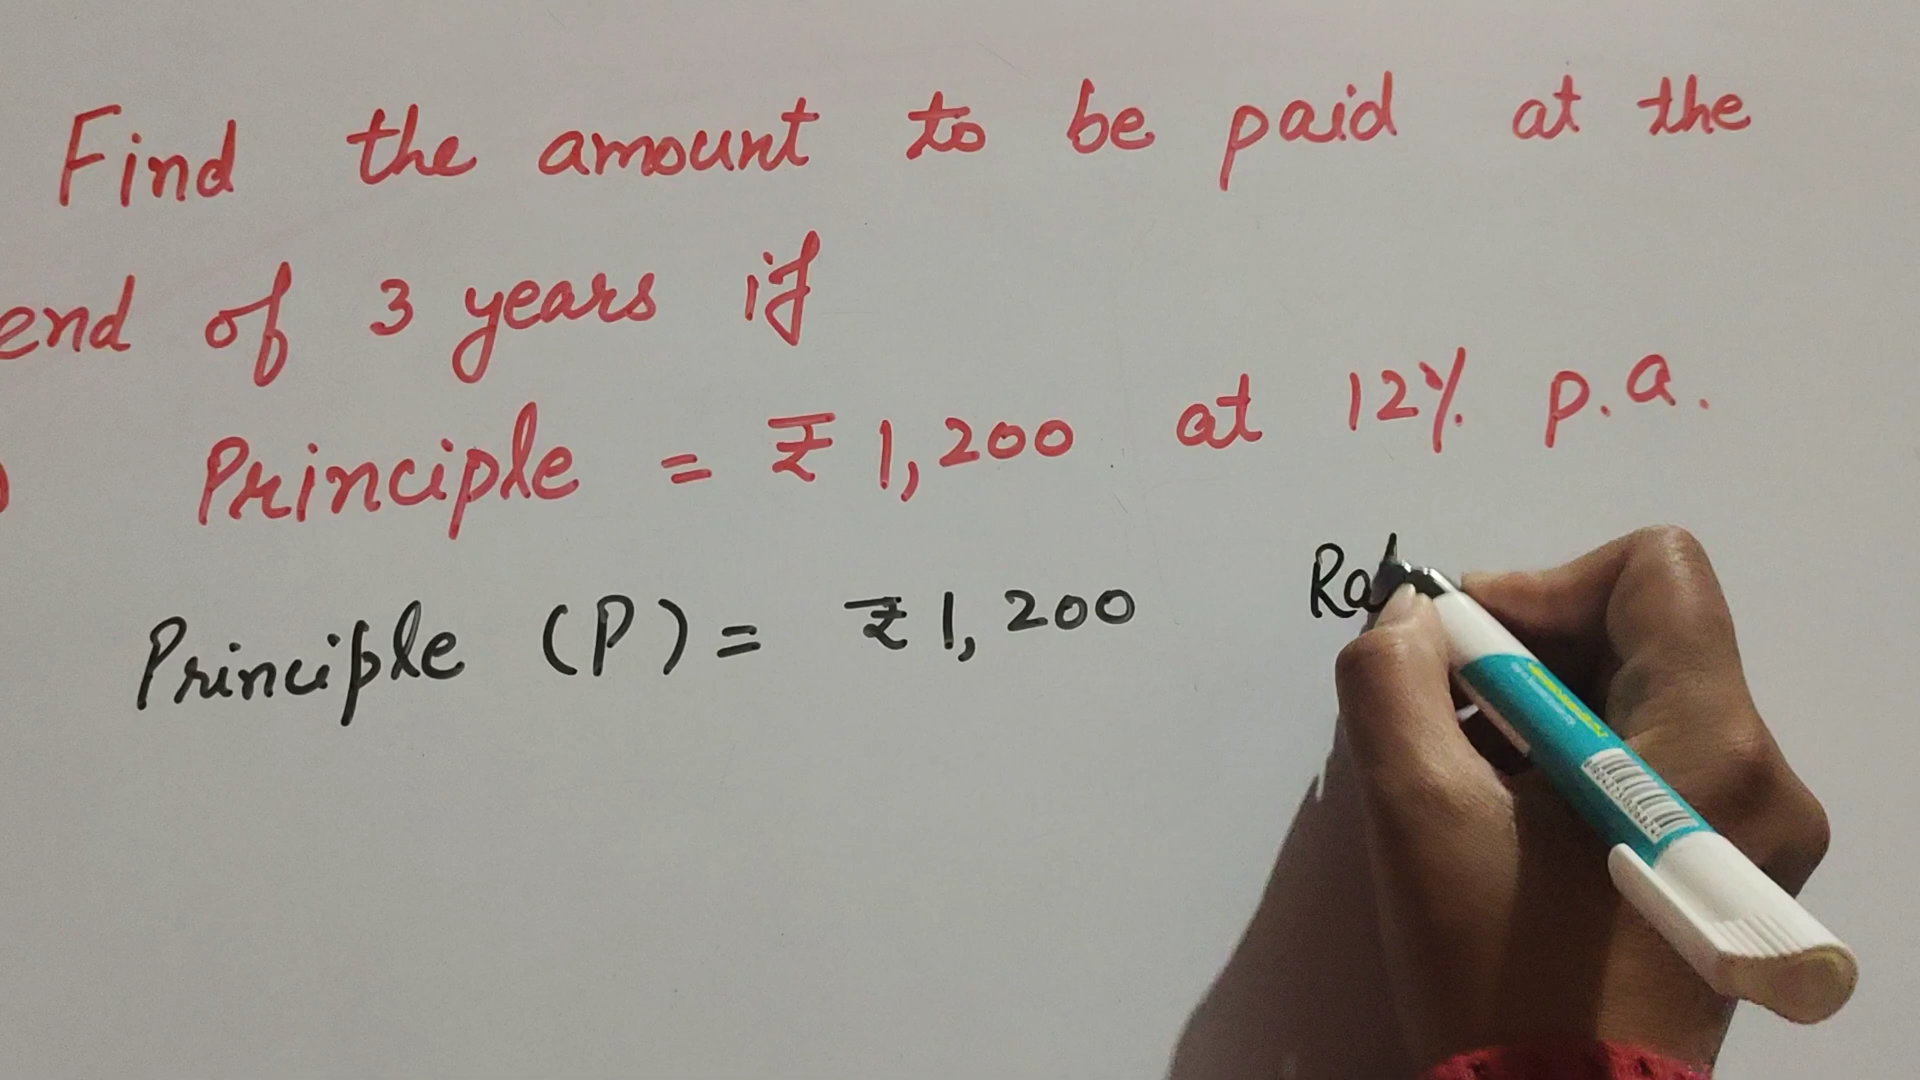 Find the amount to be paid at the
end of 3 years if
Principle = ₹ 1,200 at 12% p.a.
Principle (P) = ₹ 1, 200 Ra